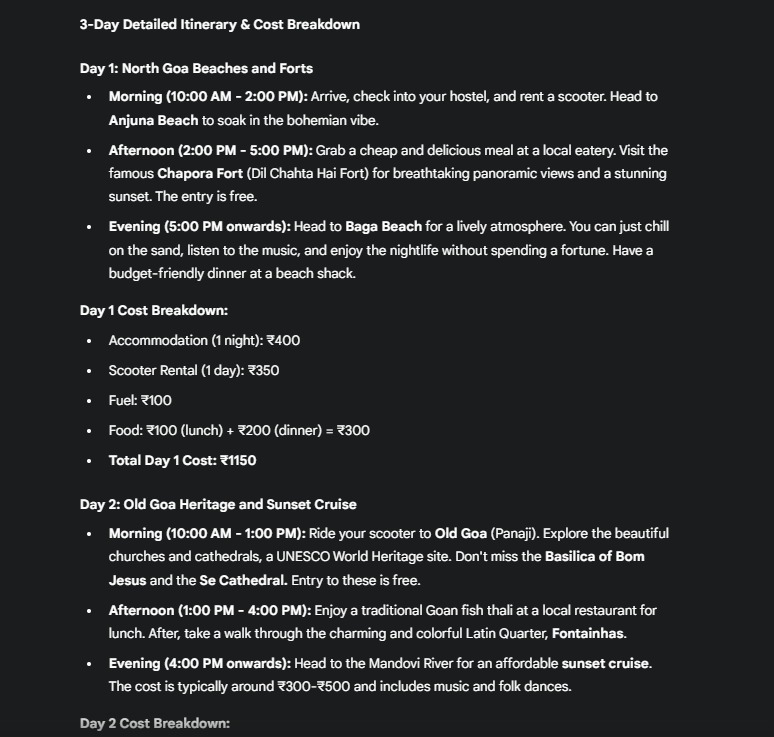 3-Day Detailed Itinerary & Cost Breakdown
Day 1: North Goa Beaches and Forts
• Morning (10:00 AM - 2:00 PM): Arrive, check into your hostel, and rent a scooter. Head to
Anjuna Beach to soak in the bohemian vibe.
• Afternoon (2:00 PM - 5:00 PM): Grab a cheap and delicious meal at a local eatery. Visit the
famous Chapora Fort (Dil Chahta Hai Fort) for breathtaking panoramic views and a stunning
sunset. The entry is free.
• Evening (5:00 PM onwards): Head to Baga Beach for a lively atmosphere. You can just chill
on the sand, listen to the music, and enjoy the nightlife without spending a fortune. Have a
budget-friendly dinner at a beach shack.
Day 1 Cost Breakdown:
• Accommodation (1 night): ₹400
• Scooter Rental (1 day): ₹350
• Fuel: ₹100
• Food: ₹100 (lunch) + ₹200 (dinner) = ₹300
• Total Day 1 Cost: ₹1150
Day 2: Old Goa Heritage and Sunset Cruise
• Morning (10:00 AM - 1:00 PM): Ride your scooter to Old Goa (Panaji). Explore the beautiful
churches and cathedrals, a UNESCO World Heritage site. Don't miss the Basilica of Bom
Jesus and the Se Cathedral. Entry to these is free.
• Afternoon (1:00 PM - 4:00 PM): Enjoy a traditional Goan fish thali at a local restaurant for
lunch. After, take a walk through the charming and colorful Latin Quarter, Fontainhas.
• Evening (4:00 PM onwards): Head to the Mandovi River for an affordable sunset cruise.
The cost is typically around ₹300-₹500 and includes music and folk dances.
Day 2 Cost Breakdown: